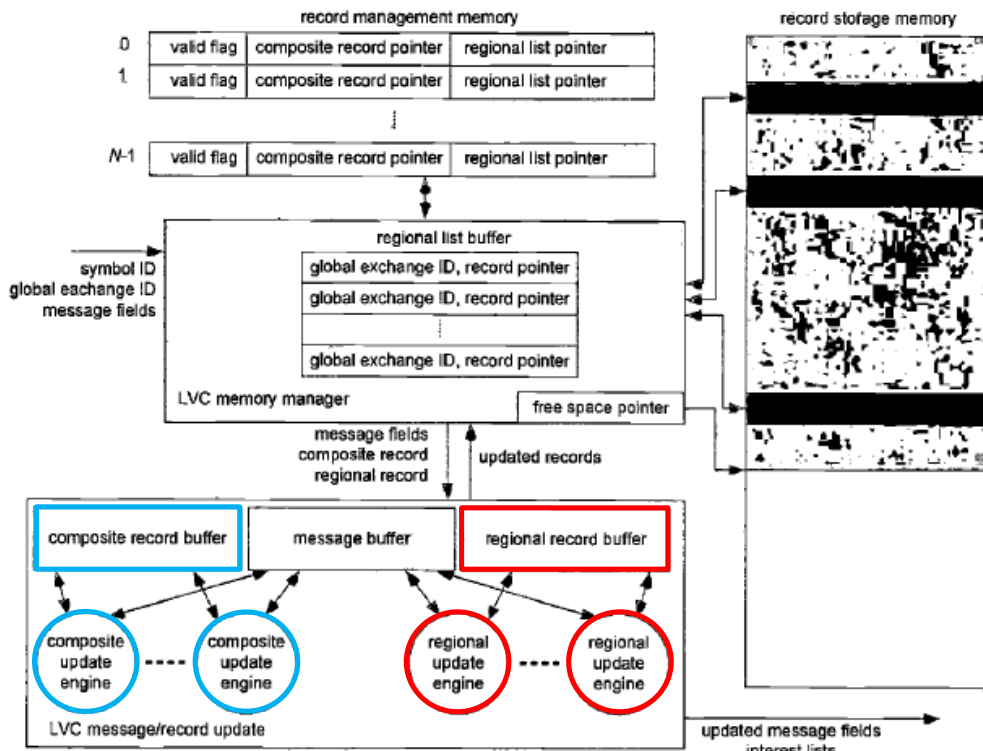 record management memory
record stofage memory
0 valid flag composite record pointer regional list pointer
1 valid flag composite record pointer regional list pointer
N-1 valid flag composite record pointer regional list pointer
regional list buffer
symbol ID
global eachange ID
message fields
global exchange ID, record pointer
global exchange ID, record pointer
global exchange ID, record pointer
LVC memory manager
free space pointer
message fields
composite record
regional record
updated records
composite record buffer
message buffer
regional record buffer
composite
update
engine
composite
update
engine
regional
update
engine
regional
update
engine
LVC message/record update
updated message fields
interest lists